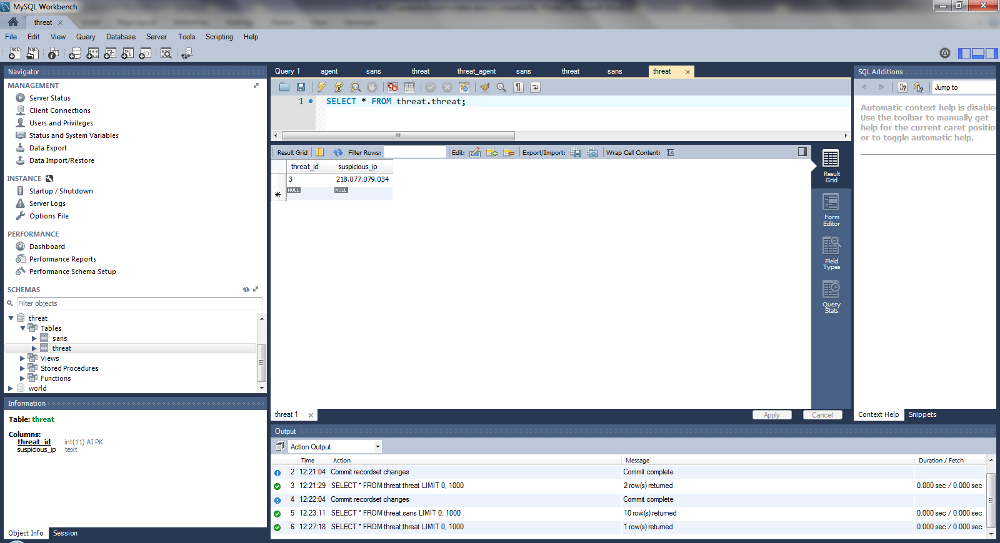 MySQL Workbench
threat
File Edit View Query Database Server Tools Scripting Help
Navigator
MANAGEMENT
Server Status
Client Connections
Users and Privileges
Status and System Variables
Data Export
Data Import/Restore
INSTANCE
Startup / Shutdown
Server Logs
Options File
PERFORMANCE
Dashboard
Performance Reports
Performance Schema Setup
SCHEMAS
Filter objects
threat
Tables
sans
threat
Views
Stored Procedures
Functions
world
Information
Table: threat
Columns:
threat_id int(11) AI PK
suspicious_ip text
Object Info Session
Query 1 agent sans threat threat_agent sans threat sans threat
1 SELECT * FROM threat.threat;
Result Grid Filter Rows: Edit: Export/Import: Wrap Cell Content:
threat_id suspicious_ip
3 218.077.079.034
NULL NULL
Result
Grid
Form
Editor
Field
Types
Query
Stats
threat 1 Apply Cancel
SQL Additions
Jump to
Automatic context help is disable
Use the toolbar to manually get
help for the current caret position
or to toggle automatic help.
Context Help Snippets
Output
Action Output
Time Action Message Duration / Fetch
2 12:21:04 Commit recordset changes Commit complete
3 12:21:29 SELECT * FROM threat.threat LIMIT 0, 1000 2 row(s) returned 0.000 sec / 0.000 sec
4 12:22:04 Commit recordset changes Commit complete
5 12:23:11 SELECT * FROM threat.sans LIMIT 0, 1000 10 row(s) returned 0.000 sec / 0.000 sec
6 12:27:18 SELECT * FROM threat.threat LIMIT 0, 1000 1 row(s) returned 0.000 sec / 0.000 sec